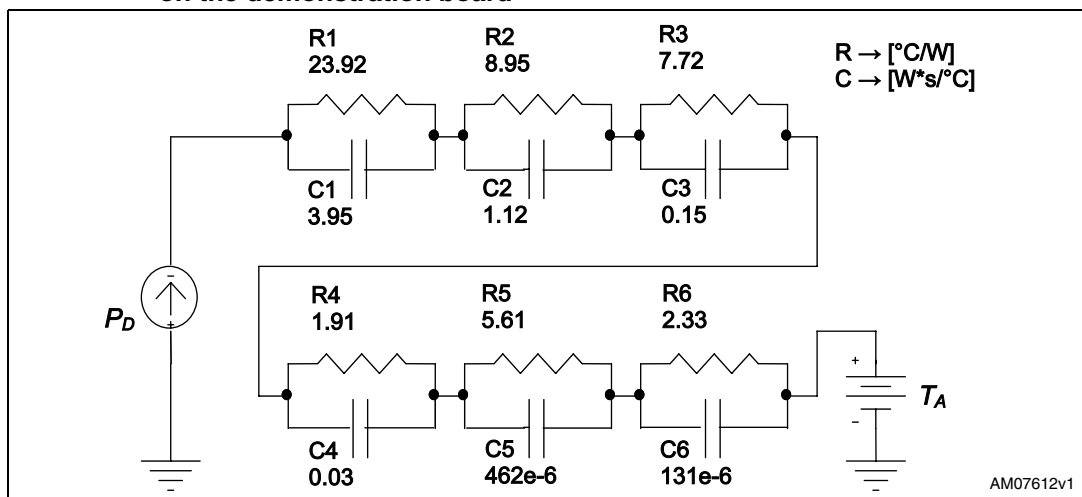 on the demonstration board
R1
23.92
R2
8.95
R3
7.72
R → [°C/W]
C → [W*s/°C]
C1
3.95
C2
1.12
C3
0.15
-
+
P_D
R4
1.91
R5
5.61
R6
2.33
C4
0.03
C5
462e-6
C6
131e-6
+
-
T_A
AM07612v1